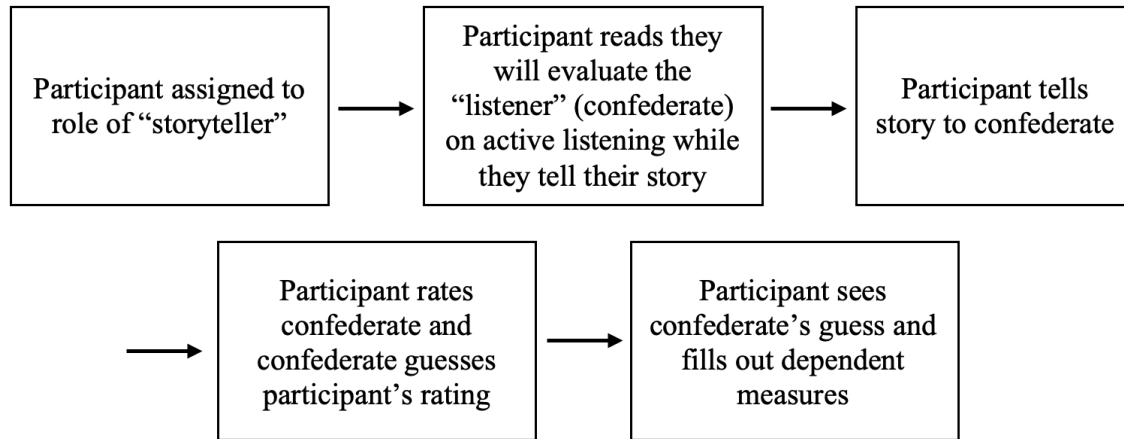 Participant assigned to
role of “storyteller”
Participant reads they
will evaluate the
“listener” (confederate)
on active listening while
they tell their story
Participant tells
story to confederate
Participant rates
confederate and
confederate guesses
participant’s rating
Participant sees
confederate’s guess and
fills out dependent
measures